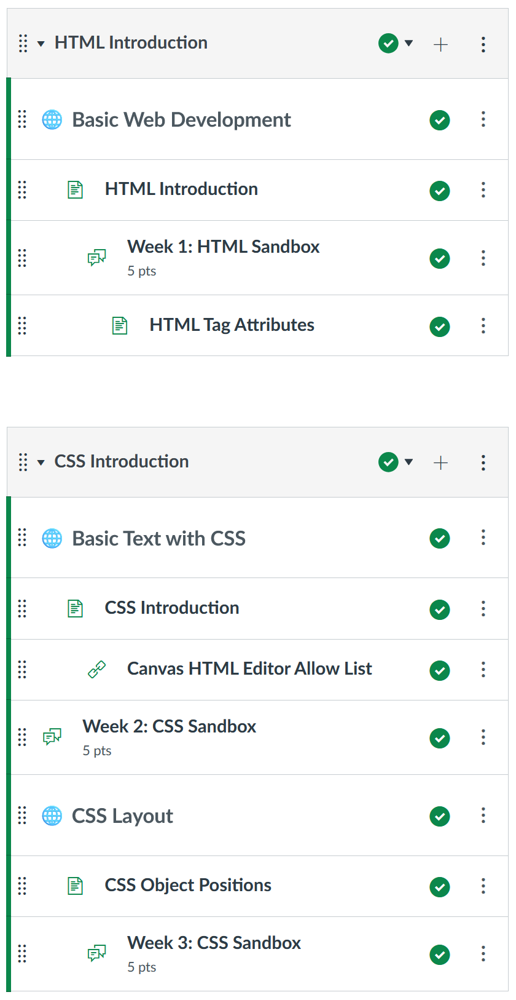 HTML Introduction
🌐 Basic Web Development
HTML Introduction
Week 1: HTML Sandbox
5 pts
HTML Tag Attributes
CSS Introduction
🌐 Basic Text with CSS
CSS Introduction
Canvas HTML Editor Allow List
Week 2: CSS Sandbox
5 pts
🌐 CSS Layout
CSS Object Positions
Week 3: CSS Sandbox
5 pts